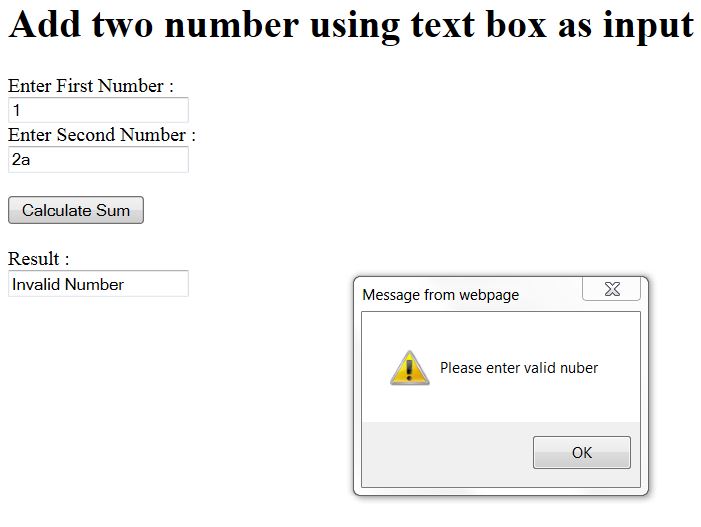 Add two number using text box as input
Enter First Number :
1
Enter Second Number :
2a
Calculate Sum
Result :
Invalid Number
Message from webpage
Please enter valid nuber
OK